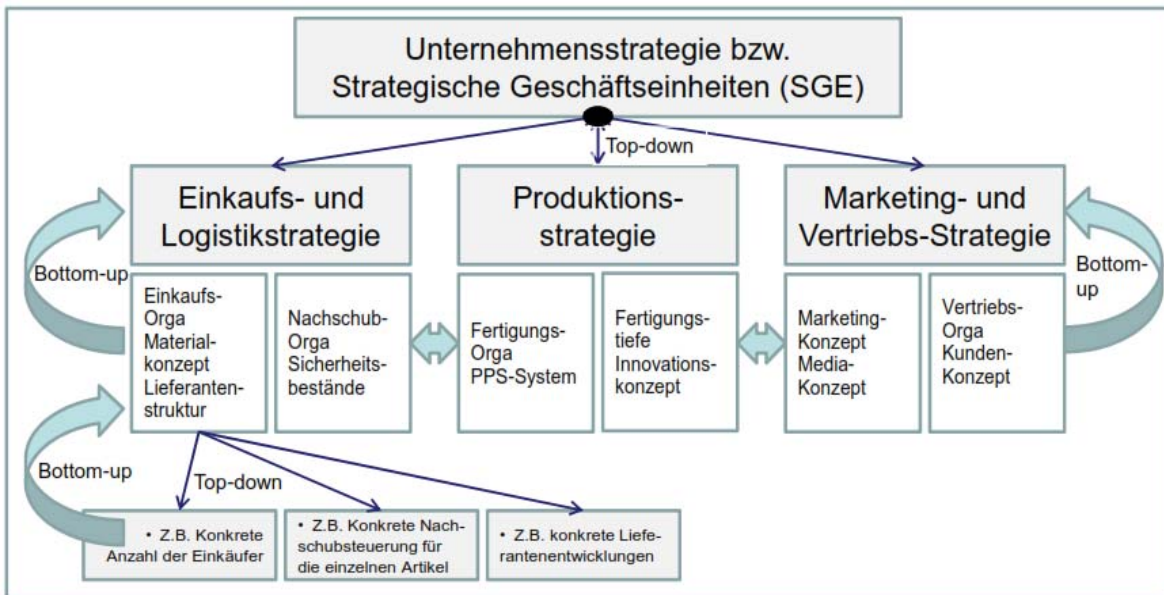 Unternehmensstrategie bzw.
Strategische Geschäftseinheiten (SGE)
Top-down
Einkaufs- und
Logistikstrategie
Produktions-
strategie
Marketing- und
Vertriebs-Strategie
Bottom-up
Bottom-
up
Einkaufs-
Orga
Material-
konzept
Lieferanten-
struktur
Nachschub-
Orga
Sicherheits-
bestände
Fertigungs-
Orga
PPS-System
Fertigungs-
tiefe
Innovations-
konzept
Marketing-
Konzept
Media-
Konzept
Vertriebs-
Orga
Kunden-
Konzept
Bottom-up
Top-down
• Z.B. Konkrete
Anzahl der Einkäufer
• Z.B. Konkrete Nach-
schubsteuerung für
die einzelnen Artikel
• Z.B. konkrete Liefe-
rantenentwicklungen